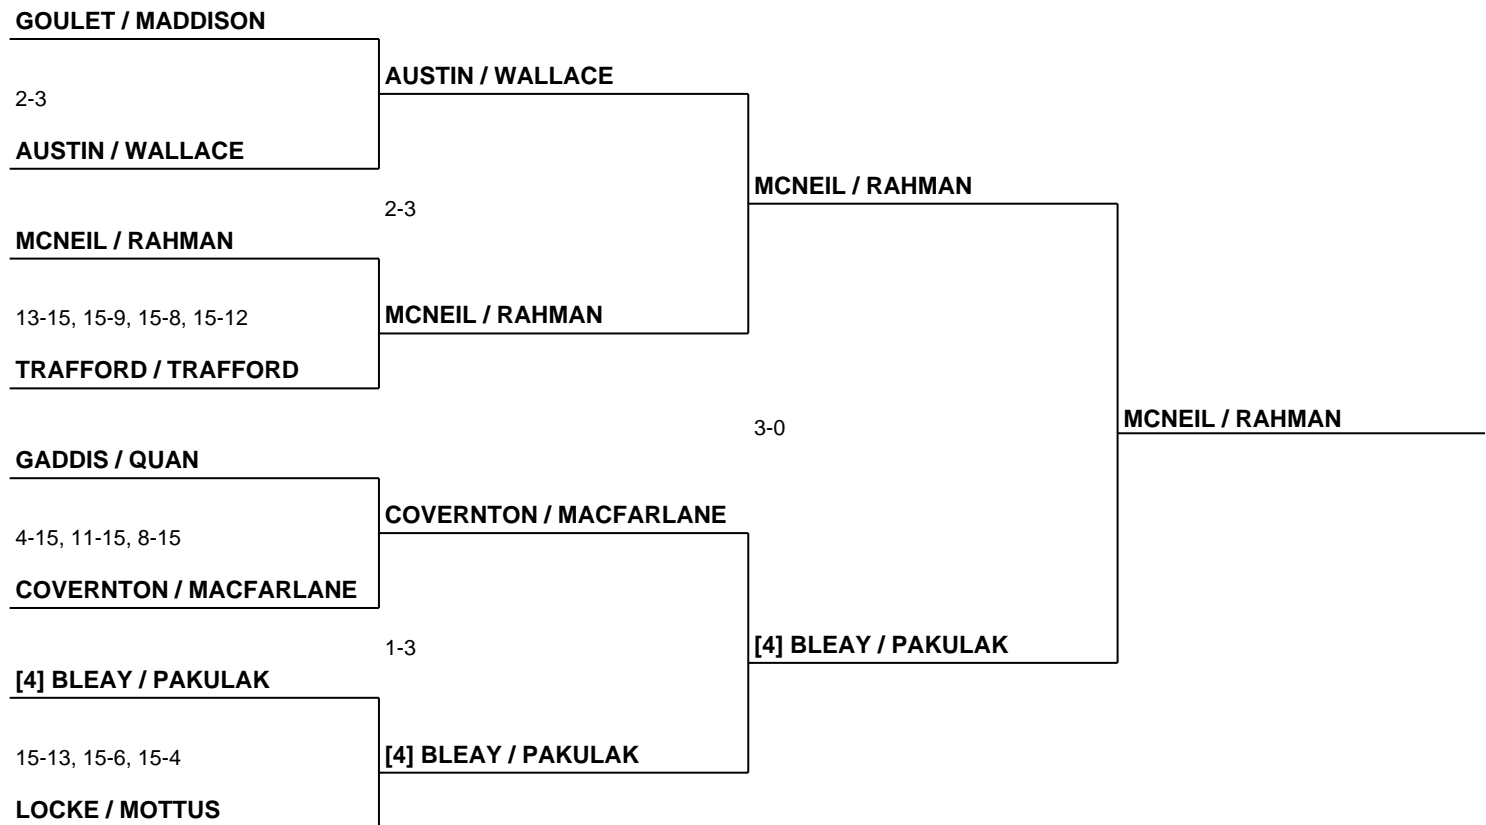 GOULET / MADDISON
2-3
AUSTIN / WALLACE
MCNEIL / RAHMAN
13-15, 15-9, 15-8, 15-12
TRAFFORD / TRAFFORD
GADDIS / QUAN
4-15, 11-15, 8-15
COVERNTON / MACFARLANE
[4] BLEAY / PAKULAK
15-13, 15-6, 15-4
LOCKE / MOTTUS
AUSTIN / WALLACE
2-3
MCNEIL / RAHMAN
COVERNTON / MACFARLANE
1-3
[4] BLEAY / PAKULAK
MCNEIL / RAHMAN
3-0
[4] BLEAY / PAKULAK
MCNEIL / RAHMAN